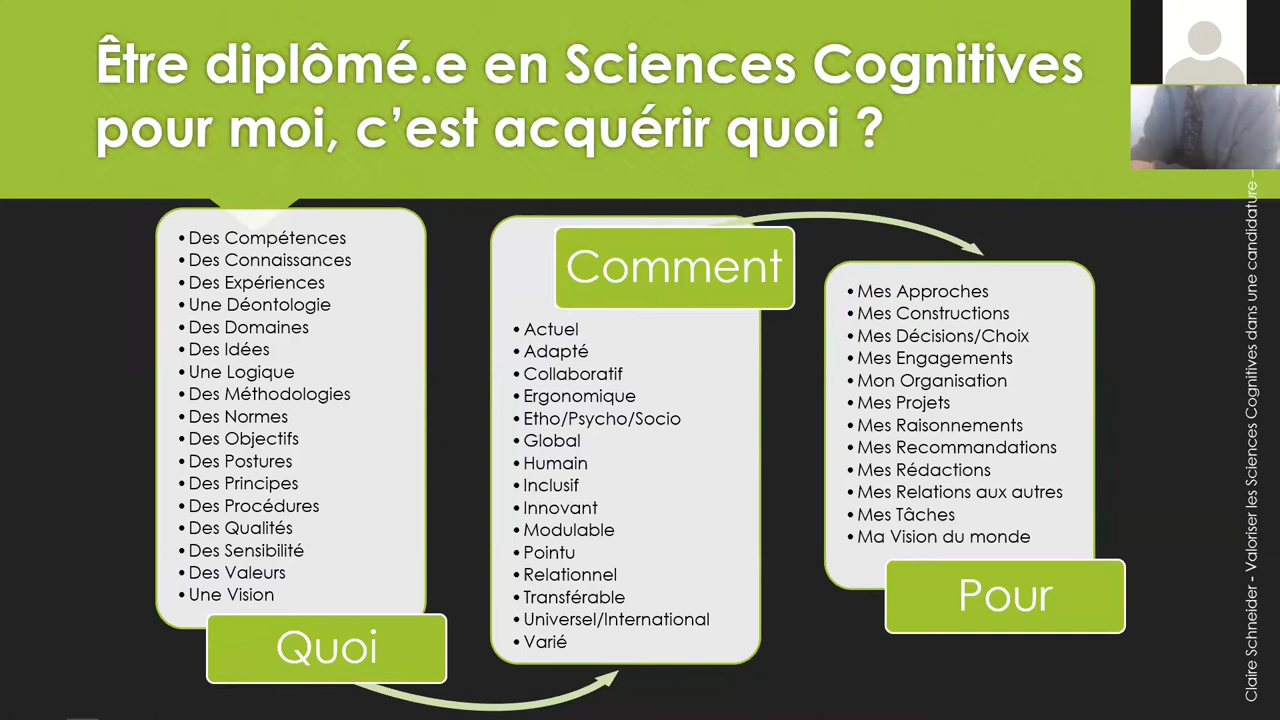 Être diplômé.e en Sciences Cognitives
pour moi, c’est acquérir quoi ?
• Des Compétences
• Des Connaissances
• Des Expériences
• Une Déontologie
• Des Domaines
• Des Idées
• Une Logique
• Des Méthodologies
• Des Normes
• Des Objectifs
• Des Postures
• Des Principes
• Des Procédures
• Des Qualités
• Des Sensibilité
• Des Valeurs
• Une Vision
Quoi
Comment
• Actuel
• Adapté
• Collaboratif
• Ergonomique
• Etho/Psycho/Socio
• Global
• Humain
• Inclusif
• Innovant
• Modulable
• Pointu
• Relationnel
• Transférable
• Universel/International
• Varié
• Mes Approches
• Mes Constructions
• Mes Décisions/Choix
• Mes Engagements
• Mon Organisation
• Mes Projets
• Mes Raisonnements
• Mes Recommandations
• Mes Rédactions
• Mes Relations aux autres
• Mes Tâches
• Ma Vision du monde
Pour
Claire Schneider - Valoriser les Sciences Cognitives dans une candidature –